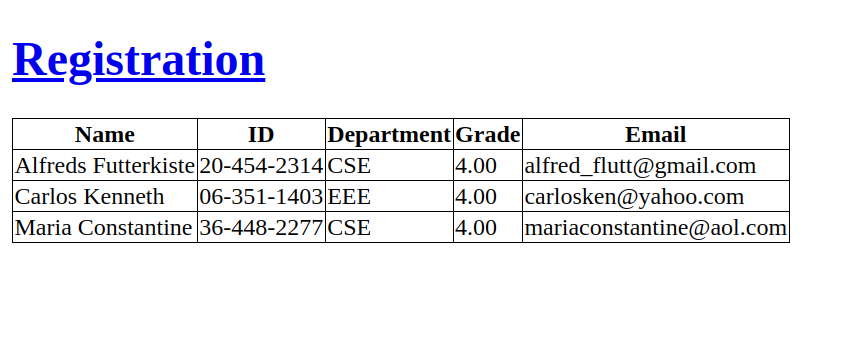 Registration
Name ID Department Grade Email
Alfreds Futterkiste 20-454-2314 CSE 4.00 alfred_flutt@gmail.com
Carlos Kenneth 06-351-1403 EEE 4.00 carlosken@yahoo.com
Maria Constantine 36-448-2277 CSE 4.00 mariaconstantine@aol.com